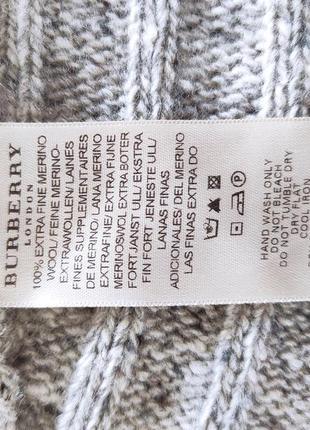 BURBERRY
LONDON
100% EXTRA FINE MERINO
WOOL/ FEINE MERINO-
EXTRAWOLLEN/ LAINES
FINES SUPPLEMENTAIRES
DE MERINO/ LANA MERINO
EXTRAFINE/ EXTRA FIJNE
MERINOSWOL EXTRA BOTER
FORT JANST ULL/ EKSTRA
FIN FORT JENESTE ULL/
LANAS FINAS
ADICIONALES DEL MERINO
LAS FINAS EXTRA DO
HAND WASH ONLY
DO NOT BLEACH
DO NOT TUMBLE DRY
DRY FLAT
COOL IRON